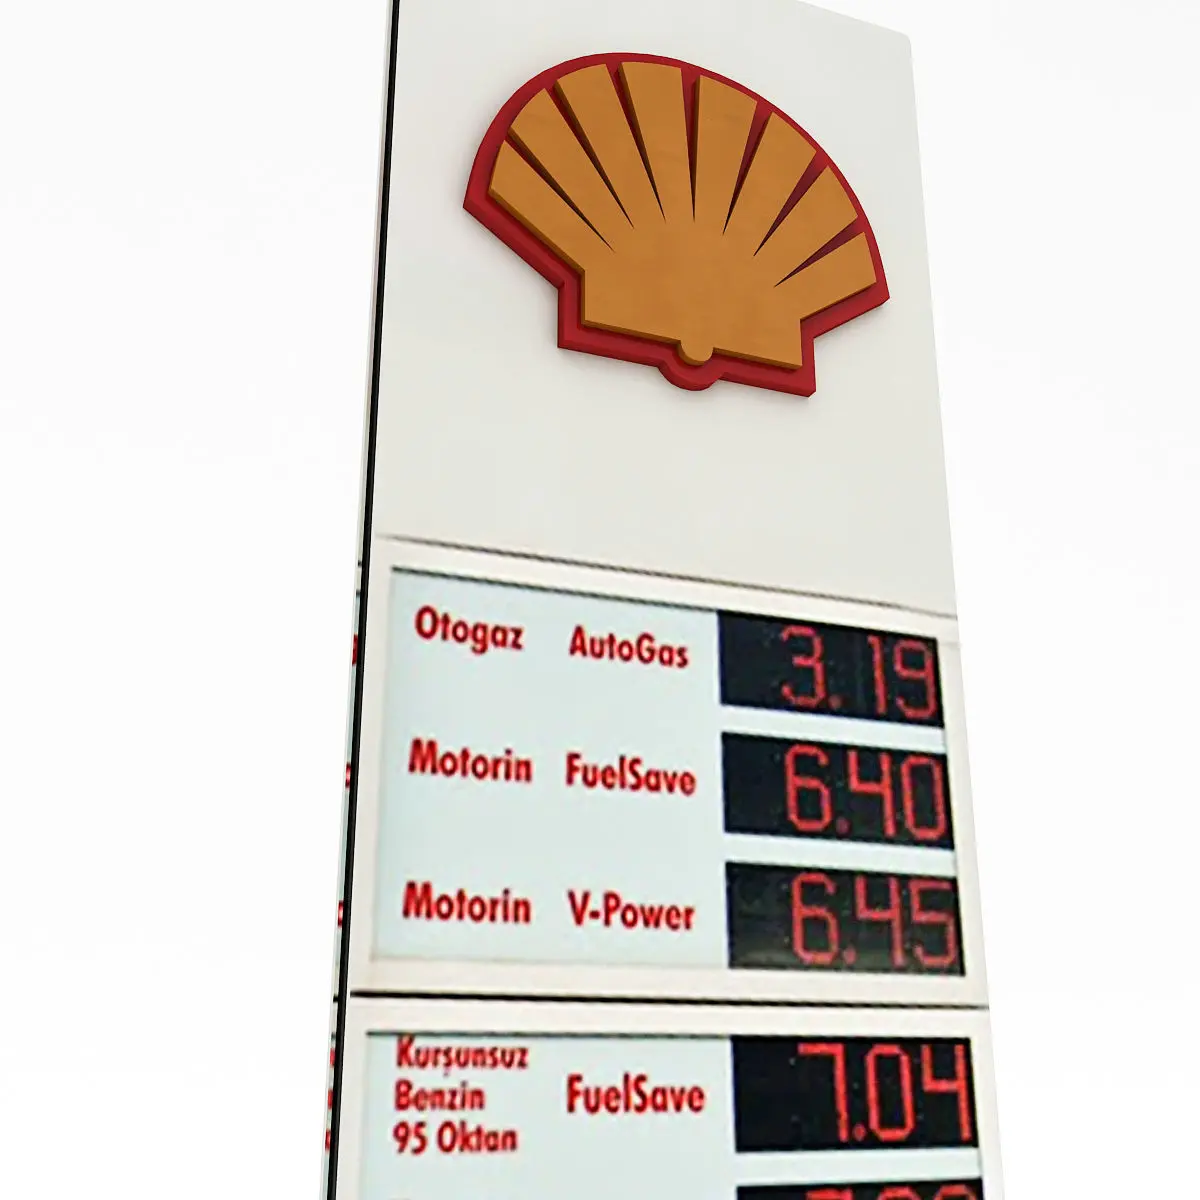 Otogaz AutoGas 3.19
Motorin FuelSave 6.40
Motorin V-Power 6.45
Kurşunsuz
Benzin FuelSave 7.04
95 Oktan